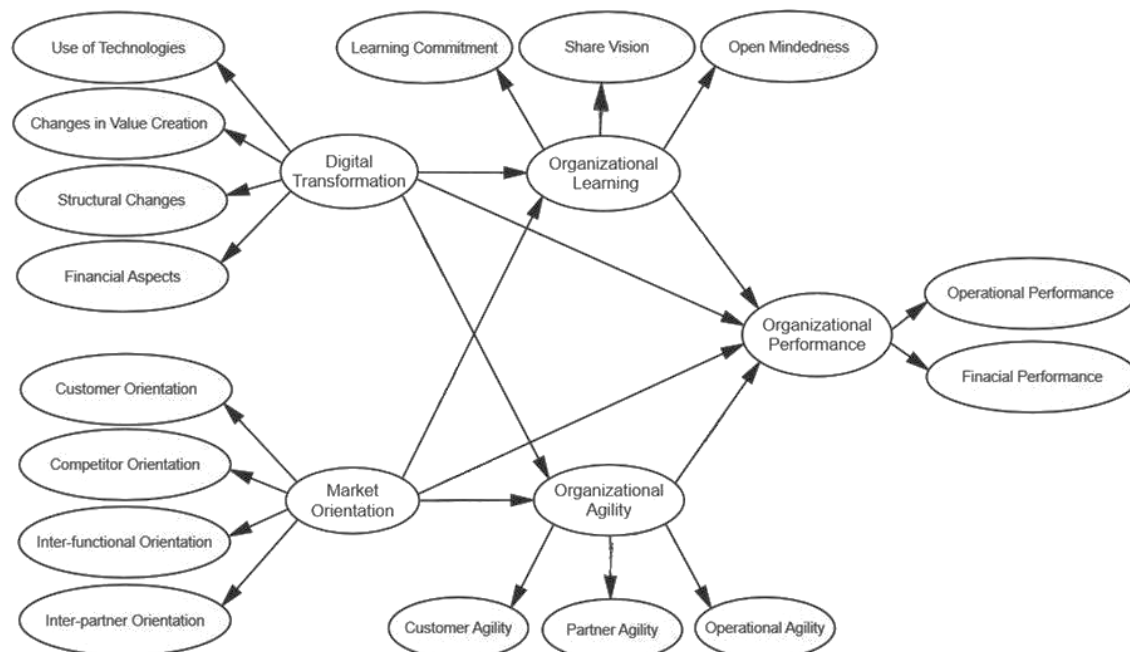 Use of Technologies
Learning Commitment
Share Vision
Open Mindedness
Changes in Value Creation
Digital
Transformation
Organizational
Learning
Structural Changes
Financial Aspects
Operational Performance
Organizational
Performance
Finacial Performance
Customer Orientation
Competitor Orientation
Market
Orientation
Organizational
Agility
Inter-functional Orientation
Inter-partner Orientation
Customer Agility
Partner Agility
Operational Agility